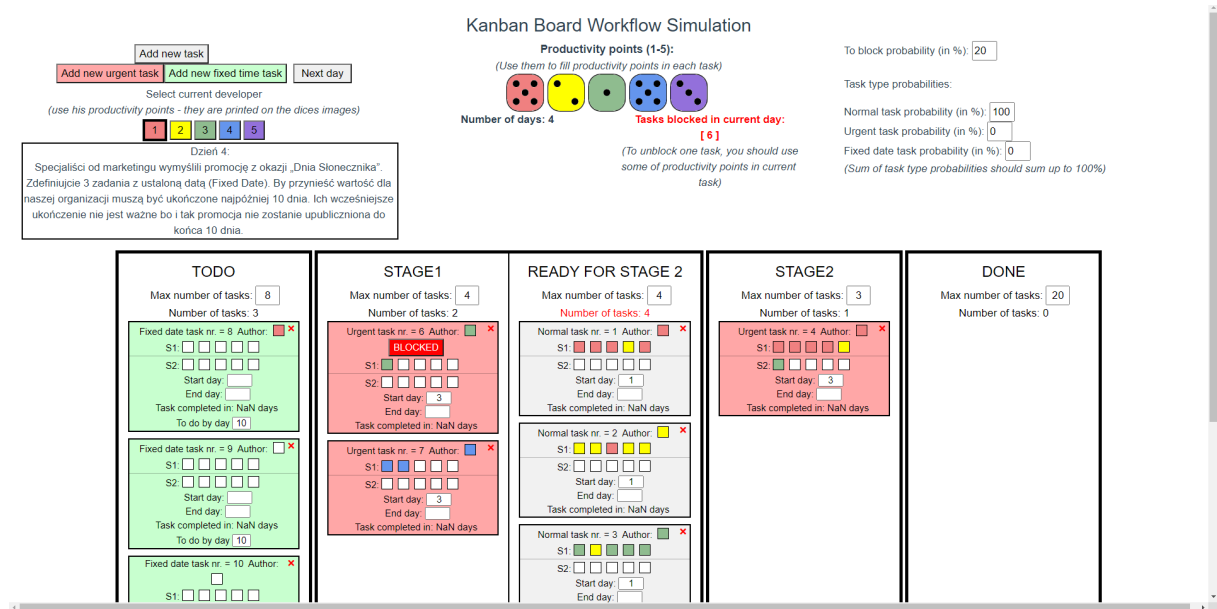 Kanban Board Workflow Simulation
Add new task
Add new urgent task Add new fixed time task Next day
Select current developer
(use his productivity points - they are printed on the dices images)
1 2 3 4 5
Dzień 4:
Specjaliści od marketingu wymyślili promocję z okazji „Dnia Słonecznika".
Zdefiniujcie 3 zadania z ustaloną datą (Fixed Date). By przynieść wartość dla
naszej organizacji muszą być ukończone najpóźniej 10 dnia. Ich wcześniejsze
ukończenie nie jest ważne bo i tak promocja nie zostanie upubliczniona do
końca 10 dnia.
Productivity points (1-5):
(Use them to fill productivity points in each task)
Number of days: 4
Tasks blocked in current day:
[ 6 ]
(To unblock one task, you should use
some of productivity points in current
task)
To block probability (in %): 20
Task type probabilities:
Normal task probability (in %): 100
Urgent task probability (in %): 0
Fixed date task probability (in %): 0
(Sum of task type probabilities should sum up to 100%)
TODO
Max number of tasks: 8
Number of tasks: 3
Fixed date task nr. = 8 Author: ×
S1:
S2:
Start day:
End day:
Task completed in: NaN days
To do by day 10
Fixed date task nr. = 9 Author: ×
S1:
S2:
Start day:
End day:
Task completed in: NaN days
To do by day 10
Fixed date task nr. = 10 Author: ×
S1:
STAGE1
Max number of tasks: 4
Number of tasks: 2
Urgent task nr. = 6 Author: ×
BLOCKED
S1:
S2:
Start day: 3
End day:
Task completed in: NaN days
Urgent task nr. = 7 Author: ×
S1:
S2:
Start day: 3
End day:
Task completed in: NaN days
READY FOR STAGE 2
Max number of tasks: 4
Number of tasks: 4
Normal task nr. = 1 Author: ×
S1:
S2:
Start day: 1
End day:
Task completed in: NaN days
Normal task nr. = 2 Author: ×
S1:
S2:
Start day: 1
End day:
Task completed in: NaN days
Normal task nr. = 3 Author: ×
S1:
S2:
Start day: 1
End day:
STAGE2
Max number of tasks: 3
Number of tasks: 1
Urgent task nr. = 4 Author: ×
S1:
S2:
Start day: 3
End day:
Task completed in: NaN days
DONE
Max number of tasks: 20
Number of tasks: 0